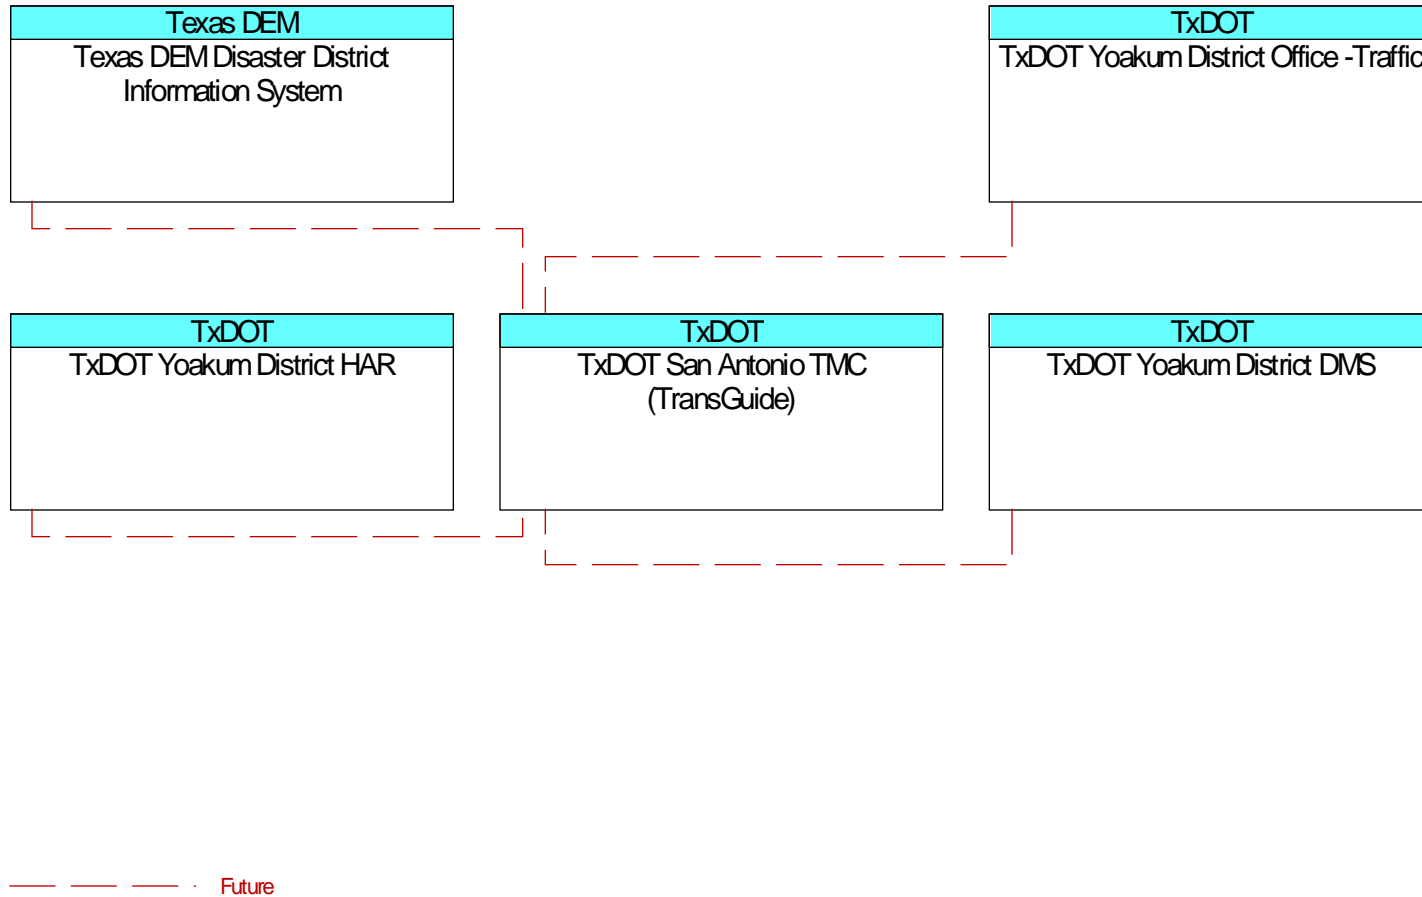 Texas DEM
Texas DEM Disaster District
Information System
TxDOT
TxDOT Yoakum District Office -Traffic
TxDOT
TxDOT Yoakum District HAR
TxDOT
TxDOT San Antonio TMC
(TransGuide)
TxDOT
TxDOT Yoakum District DMS
Future